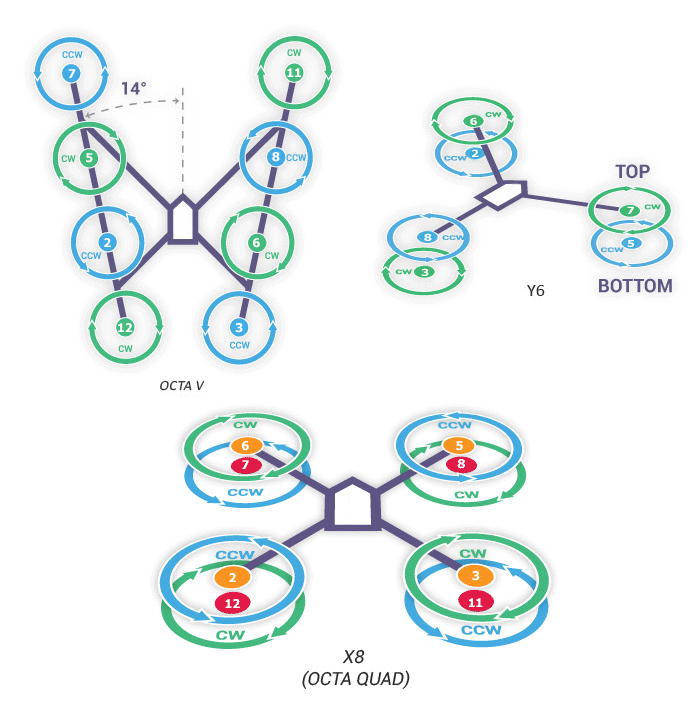 CCW
7
CW
11
14°
CW 5
8 CCW
2
CCW
6
CW
12
CW
3
CCW
OCTA V
6 CW
CCW 2
TOP
7 CW
8 CCW
5
CCW
CW 3
BOTTOM
Y6
CW
6
7
CCW
CCW
5
8
CW
CCW
2
12
CW
CW
3
11
CCW
X8
(OCTA QUAD)